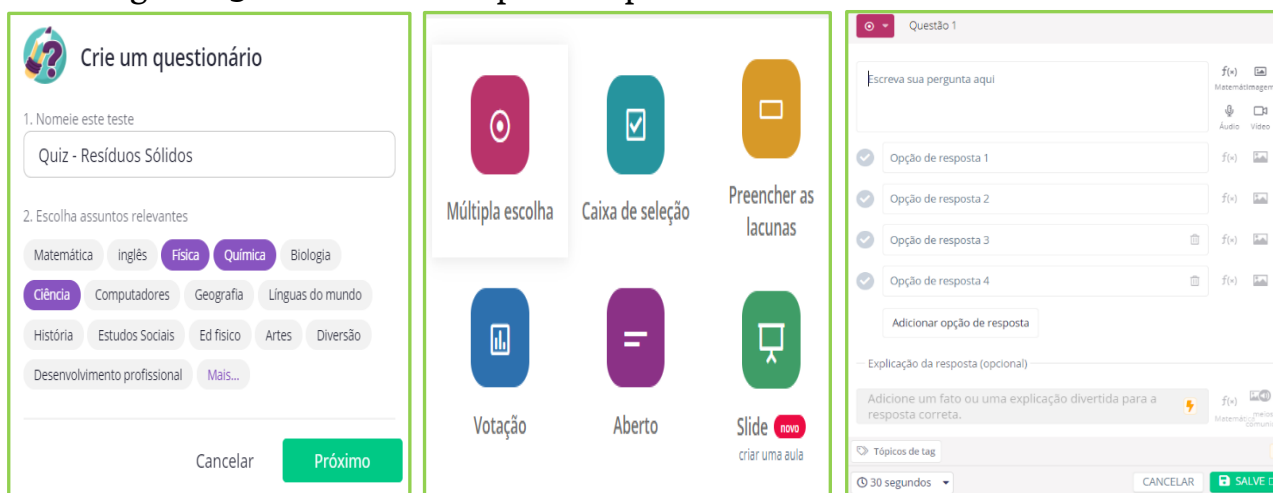 Crie um questionário
1. Nomeie este teste
Quiz - Resíduos Sólidos
2. Escolha assuntos relevantes
Matemática inglês Física Química Biologia
Ciência Computadores Geografia Línguas do mundo
História Estudos Sociais Ed fisico Artes Diversão
Desenvolvimento profissional Mais...
Cancelar Próximo
Múltipla escolha Caixa de seleção Preencher as
lacunas
Votação Aberto Slide novo
criar uma aula
Questão 1
Escreva sua pergunta aqui
f(×)
Matemáti Imagem
Áudio Vídeo
Opção de resposta 1 f(×)
Opção de resposta 2 f(×)
Opção de resposta 3 f(×)
Opção de resposta 4 f(×)
Adicionar opção de resposta
Explicação da resposta (opcional)
Adicione um fato ou uma explicação divertida para a
resposta correta.
f(×)
Tópicos de tag
30 segundos CANCELAR SALVE